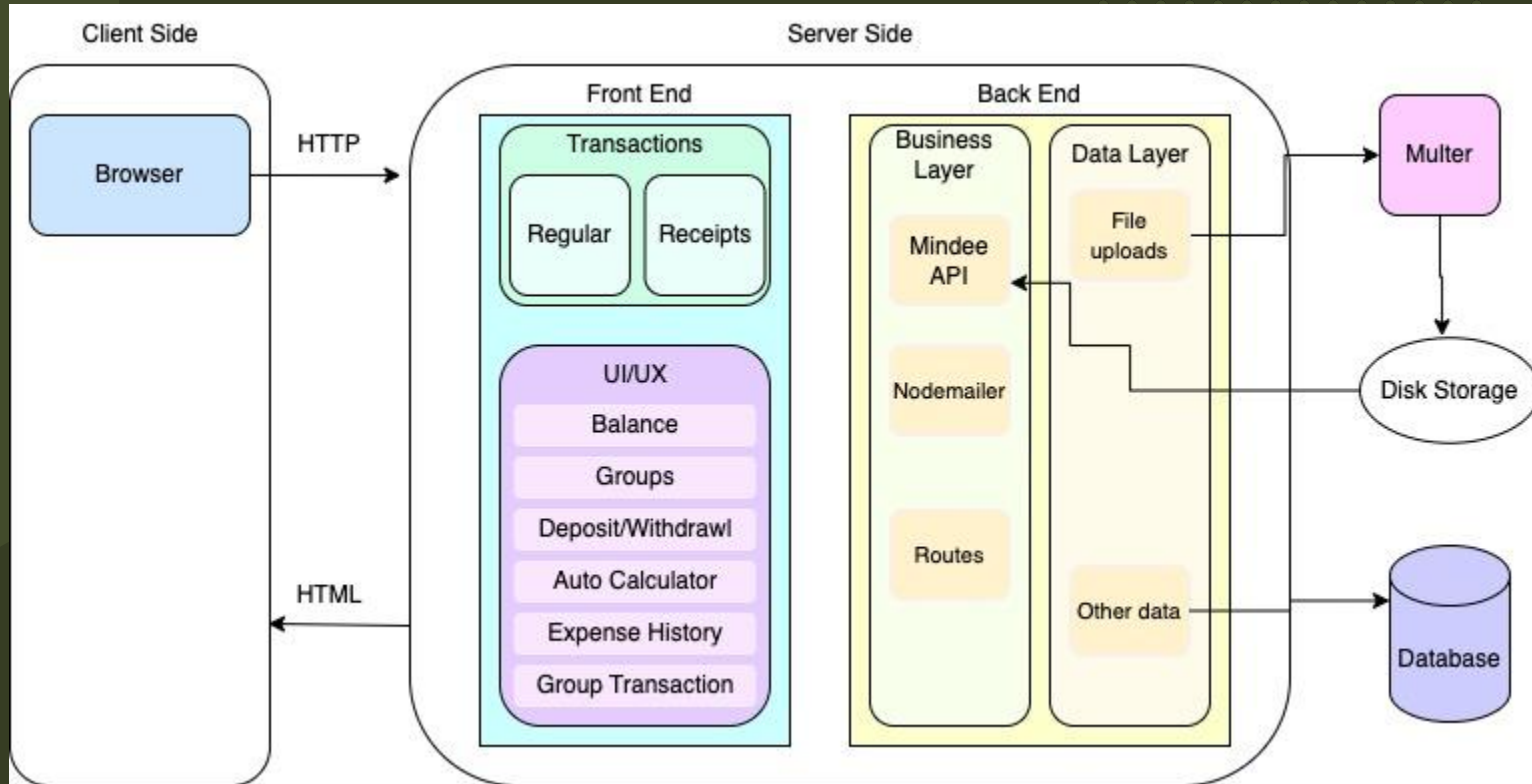 Client Side
Server Side
Front End
Back End
Browser
HTTP
HTML
Transactions
Regular
Receipts
UI/UX
Balance
Groups
Deposit/Withdrawl
Auto Calculator
Expense History
Group Transaction
Business
Layer
Mindee
API
Nodemailer
Routes
Data Layer
File
uploads
Other data
Multer
Disk Storage
Database